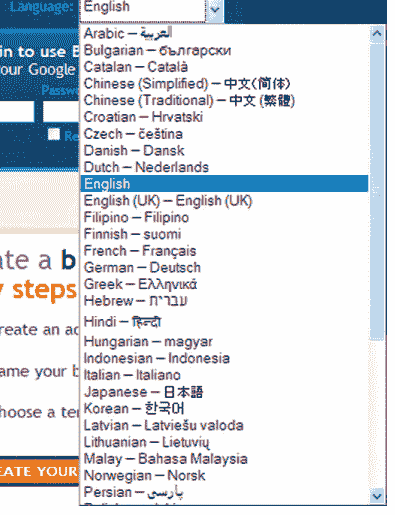 Language: English
in to use B
our Google
Passwo
Re
Arabic – العربية
Bulgarian – български
Catalan – Català
Chinese (Simplified) – 中文(简体)
Chinese (Traditional) – 中文 (繁體)
Croatian – Hrvatski
Czech – čeština
Danish – Dansk
Dutch – Nederlands
English
English (UK) – English (UK)
Filipino – Filipino
Finnish – suomi
French – Français
German – Deutsch
Greek – Ελληνικά
Hebrew – עברית
Hindi – हिन्दी
Hungarian – magyar
Indonesian – Indonesia
Italian – Italiano
Japanese – 日本語
Korean – 한국어
Latvian – Latviešu valoda
Lithuanian – Lietuvių
Malay – Bahasa Malaysia
Norwegian – Norsk
Persian – پارسی
ate a b
y steps
reate an ac
ame your b
hoose a te
EATE YOUR